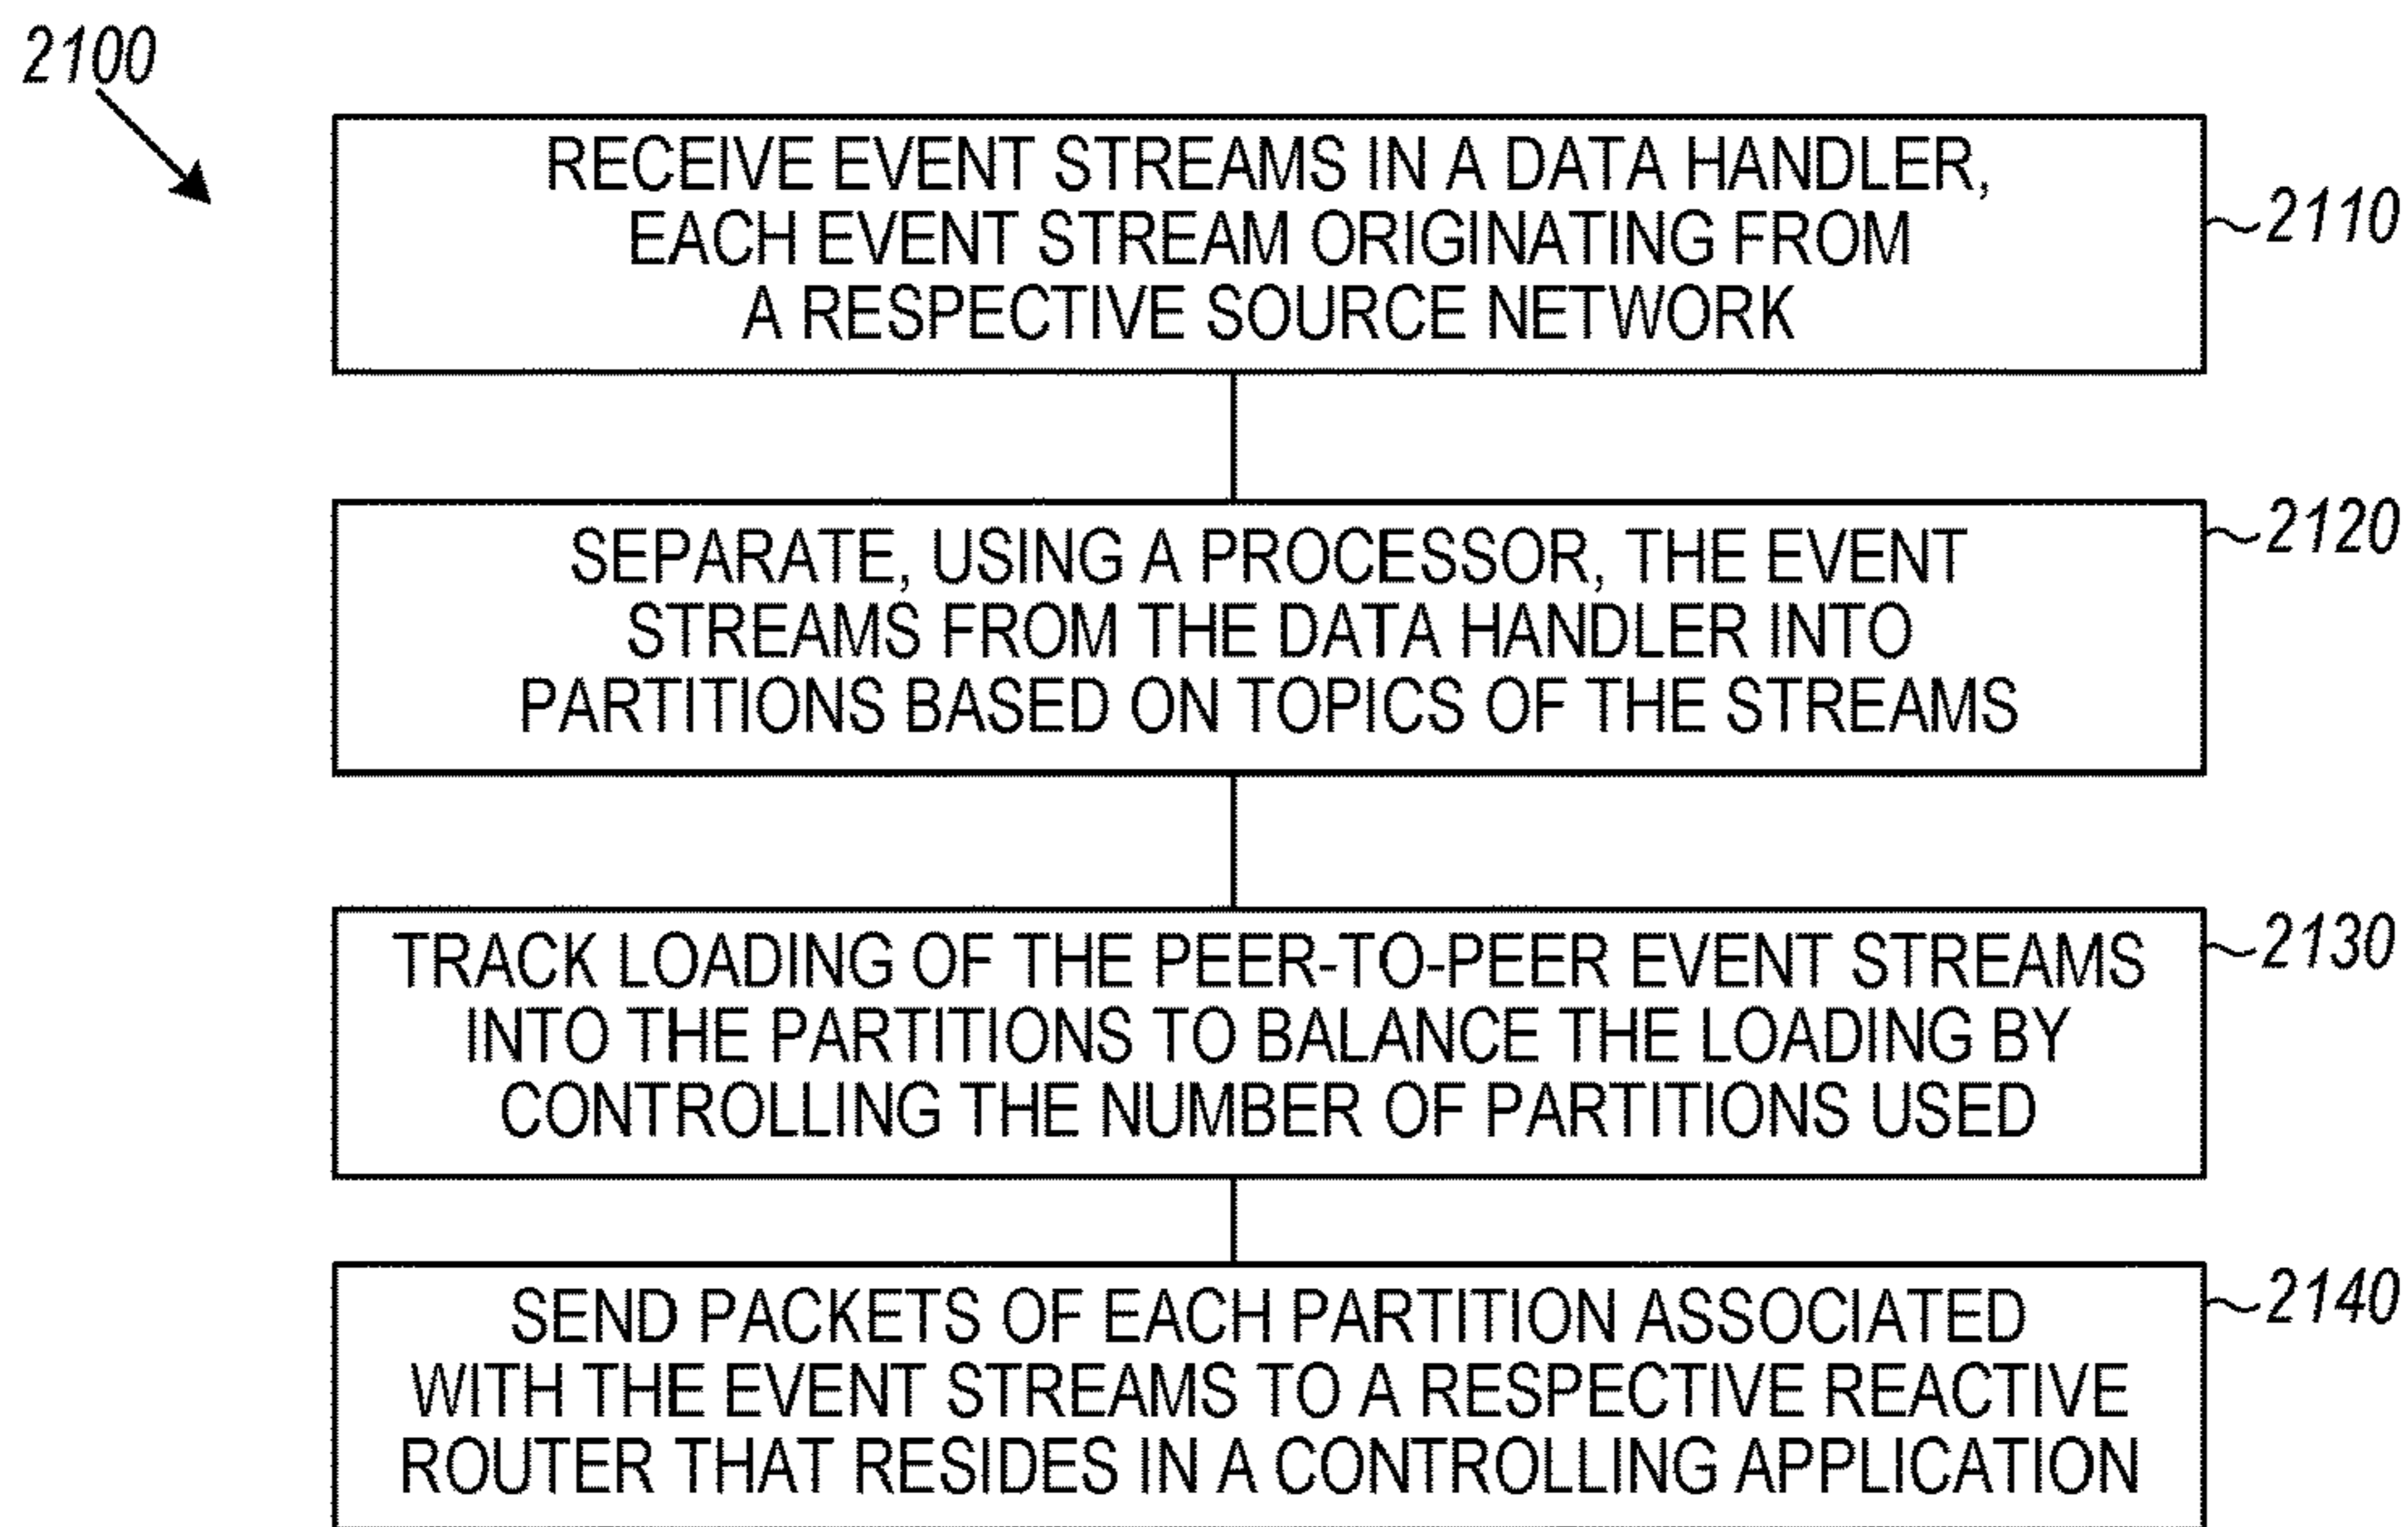 2100
RECEIVE EVENT STREAMS IN A DATA HANDLER,
EACH EVENT STREAM ORIGINATING FROM
A RESPECTIVE SOURCE NETWORK
2110
SEPARATE, USING A PROCESSOR, THE EVENT
STREAMS FROM THE DATA HANDLER INTO
PARTITIONS BASED ON TOPICS OF THE STREAMS
2120
TRACK LOADING OF THE PEER-TO-PEER EVENT STREAMS
INTO THE PARTITIONS TO BALANCE THE LOADING BY
CONTROLLING THE NUMBER OF PARTITIONS USED
2130
SEND PACKETS OF EACH PARTITION ASSOCIATED
WITH THE EVENT STREAMS TO A RESPECTIVE REACTIVE
ROUTER THAT RESIDES IN A CONTROLLING APPLICATION
2140